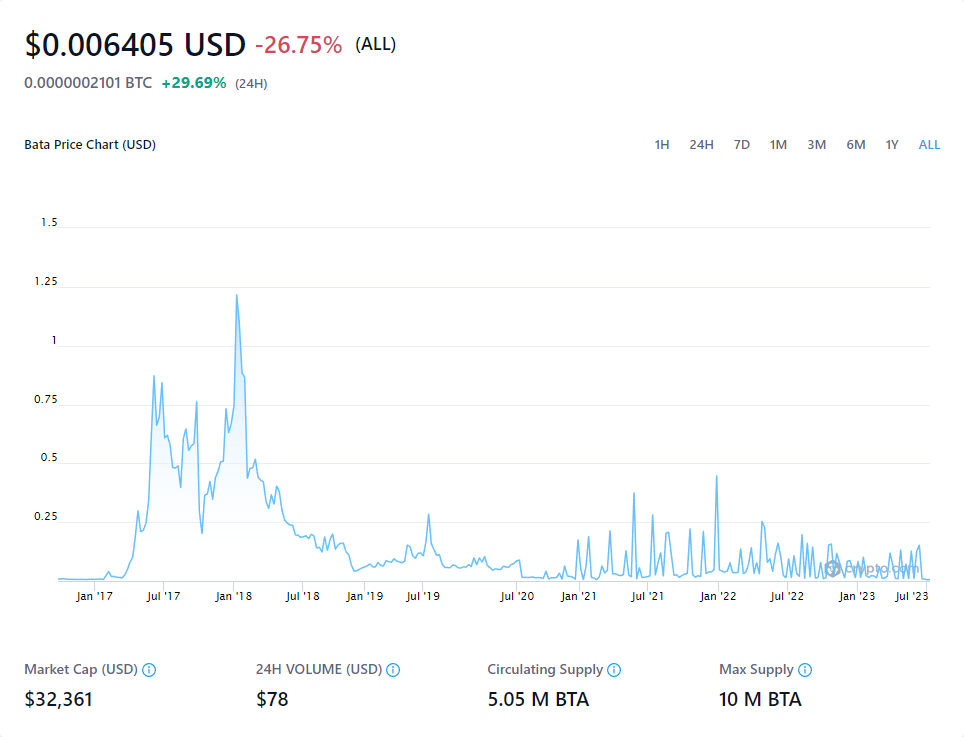 $0.006405 USD -26.75% (ALL)
0.0000002101 BTC +29.69% (24H)
Bata Price Chart (USD) 1H 24H 7D 1M 3M 6M 1Y ALL
1.5
1.25
1
0.75
0.5
0.25
crypto.com
Jan '17 Jul '17 Jan '18 Jul '18 Jan '19 Jul '19 Jul '20 Jan '21 Jul '21 Jan '22 Jul '22 Jan '23 Jul '23
Market Cap (USD) 24H VOLUME (USD) Circulating Supply Max Supply
$32,361 $78 5.05 M BTA 10 M BTA